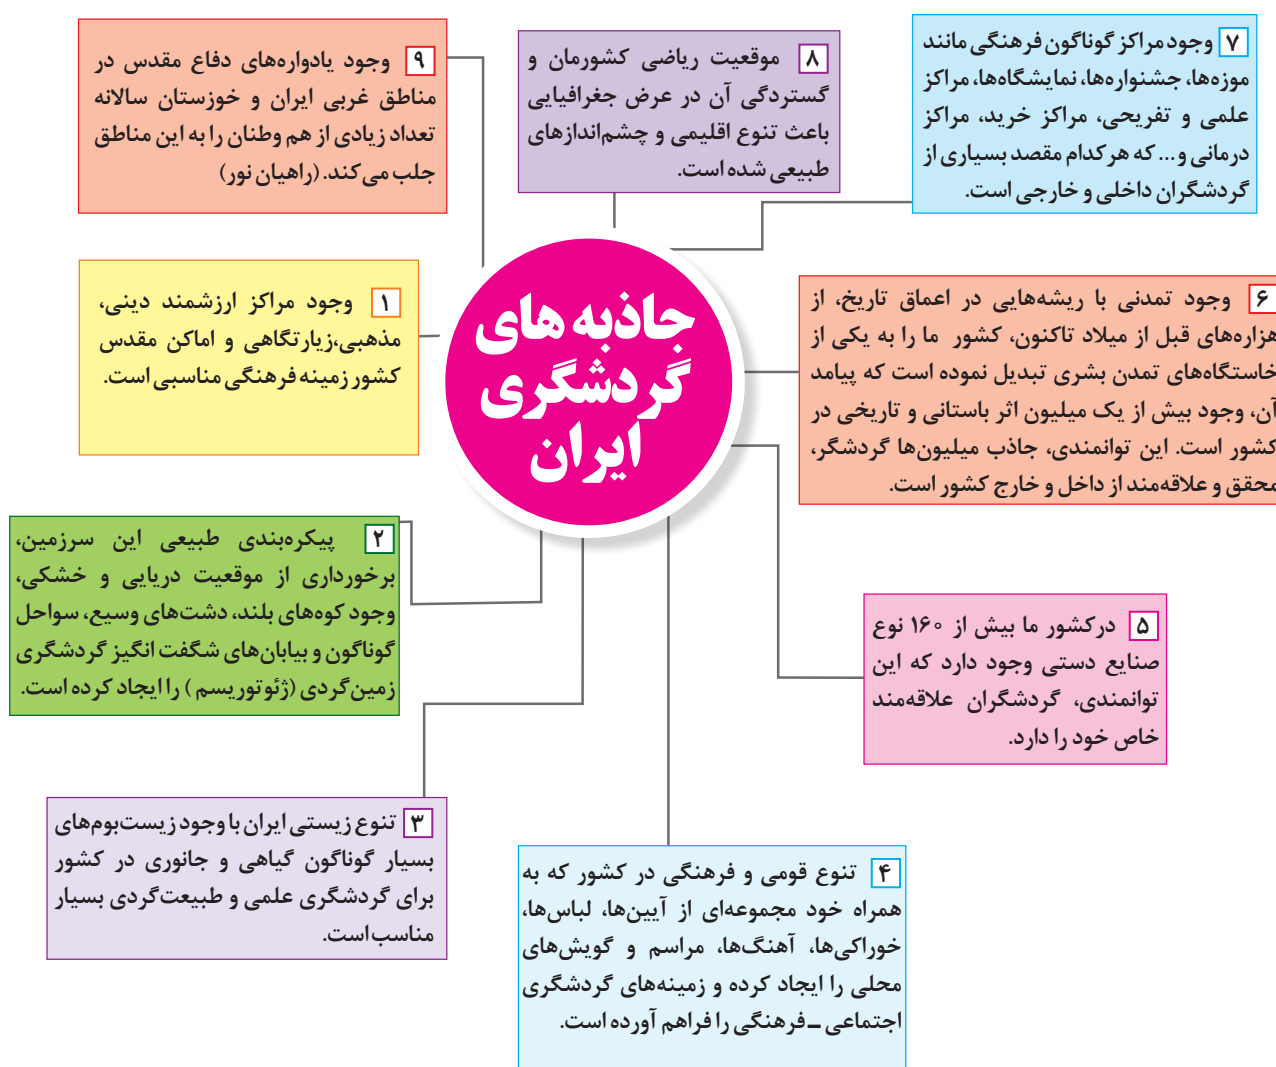 جاذبه های
گردشگری
ایران
۱ وجود مراکز ارزشمند دینی،
مذهبی،زیارتگاهی و اماکن مقدس
کشور زمینه فرهنگی مناسبی است.
۲ پیکره‌بندی طبیعی این سرزمین،
برخورداری از موقعیت دریایی و خشکی،
وجود کوه‌های بلند، دشت‌های وسیع، سواحل
گوناگون و بیابان‌های شگفت انگیز گردشگری
زمین‌گردی (ژئوتوریسم ) را ایجاد کرده است.
۳ تنوع زیستی ایران با وجود زیست‌بوم‌های
بسیار گوناگون گیاهی و جانوری در کشور
برای گردشگری علمی و طبیعت‌گردی بسیار
مناسب است.
۴ تنوع قومی و فرهنگی در کشور که به
همراه خود مجموعه‌ای از آیین‌ها، لباس‌ها،
خوراکی‌ها، آهنگ‌ها، مراسم و گویش‌های
محلی را ایجاد کرده و زمینه‌های گردشگری
اجتماعی ـ فرهنگی را فراهم آورده است.
۵ درکشور ما بیش از ۱۶۰ نوع
صنایع دستی وجود دارد که این
توانمندی، گردشگران علاقه‌مند
خاص خود را دارد.
۶ وجود تمدنی با ریشه‌هایی در اعماق تاریخ، از
هزاره‌های قبل از میلاد تاکنون، کشور ما را به یکی از
خاستگاه‌های تمدن بشری تبدیل نموده است که پیامد
آن، وجود بیش از یک میلیون اثر باستانی و تاریخی در
کشور است. این توانمندی، جاذب میلیون‌ها گردشگر،
محقق و علاقه‌مند از داخل و خارج کشور است.
۷ وجود مراکز گوناگون فرهنگی مانند
موزه‌ها، جشنواره‌ها، نمایشگاه‌ها، مراکز
علمی و تفریحی، مراکز خرید، مراکز
درمانی و... که هر کدام مقصد بسیاری از
گردشگران داخلی و خارجی است.
۸ موقعیت ریاضی کشورمان و
گستردگی آن در عرض جغرافیایی
باعث تنوع اقلیمی و چشم‌اندازهای
طبیعی شده است.
۹ وجود یادواره‌های دفاع مقدس در
مناطق غربی ایران و خوزستان سالانه
تعداد زیادی از هم وطنان را به این مناطق
جلب می‌کند. (راهیان نور)